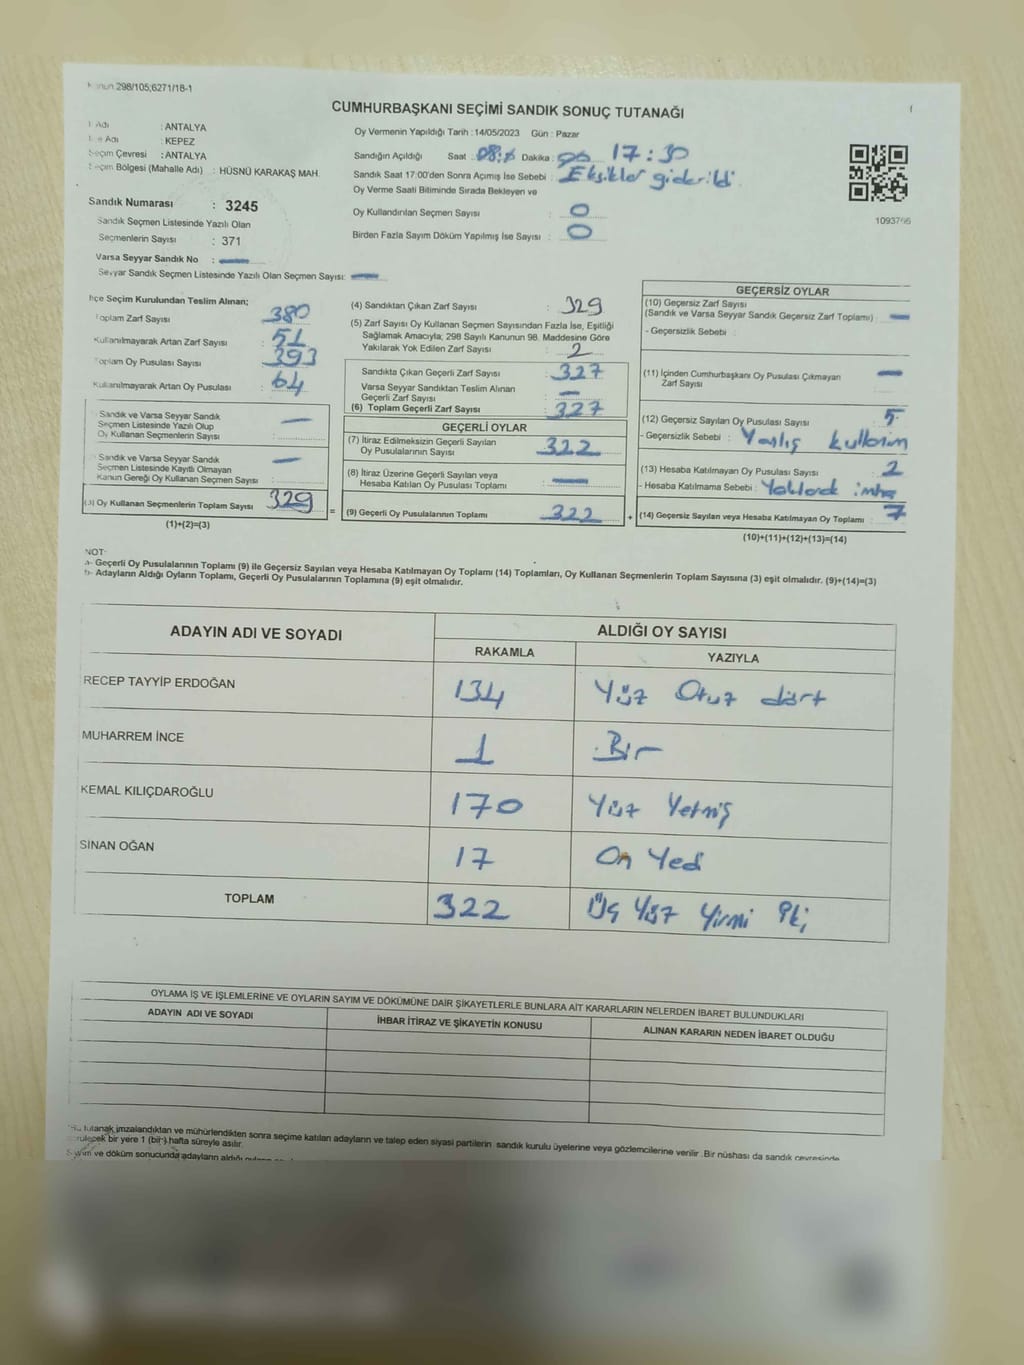 298/105;6271/18-1
CUMHURBAŞKANI SEÇİMİ SANDIK SONUÇ TUTANAĞI
Adı : ANTALYA
Adı : KEPEZ
Seçim Çevresi : ANTALYA
Seçim Bölgesi (Mahalle Adı) : HÜSNÜ KARAKAŞ MAH.
Sandık Numarası : 3245
Sandık Seçmen Listesinde Yazılı Olan
Seçmenlerin Sayısı : 371
Varsa Seyyar Sandık No : —
Seyyar Sandık Seçmen Listesinde Yazılı Olan Seçmen Sayısı: —
Oy Vermenin Yapıldığı Tarih : 14/05/2023 Gün : Pazar
Sandığın Açıldığı Saat : Dakika : 17:30
Sandık Saat 17:00'den Sonra Açımış İse Sebebi : Eksikler giderildi
Oy Verme Saati Bitiminde Sırada Bekleyen ve
Oy Kullandırılan Seçmen Sayısı : 0
Birden Fazla Sayım Döküm Yapılmış İse Sayısı : 0
İlçe Seçim Kurulundan Teslim Alınan;
Toplam Zarf Sayısı : 380
Kullanılmayarak Artan Zarf Sayısı : 51
Toplam Oy Pusulası Sayısı : 393
Kullanılmayarak Artan Oy Pusulası : 64
Sandık ve Varsa Seyyar Sandık
Seçmen Listesinde Yazılı Olup
Oy Kullanan Seçmenlerin Sayısı : —
Sandık ve Varsa Seyyar Sandık
Seçmen Listesinde Kayıtlı Olmayan
Kanun Gereği Oy Kullanan Seçmen Sayısı : —
(3) Oy Kullanan Seçmenlerin Toplam Sayısı : 329
(1)+(2)=(3)
=
(4) Sandıktan Çıkan Zarf Sayısı : 329
(5) Zarf Sayısı Oy Kullanan Seçmen Sayısından Fazla İse, Eşitliği
Sağlamak Amacıyla; 298 Sayılı Kanunun 98. Maddesine Göre
Yakılarak Yok Edilen Zarf Sayısı : 2
Sandıkta Çıkan Geçerli Zarf Sayısı : 327
Varsa Seyyar Sandıktan Teslim Alınan
Geçerli Zarf Sayısı : —
(6) Toplam Geçerli Zarf Sayısı : 327
GEÇERLİ OYLAR
(7) İtiraz Edilmeksizin Geçerli Sayılan
Oy Pusulalarının Sayısı : 322
(8) İtiraz Üzerine Geçerli Sayılan veya
Hesaba Katılan Oy Pusulası Toplamı : —
(9) Geçerli Oy Pusulalarının Toplamı : 322
+
1093766
GEÇERSİZ OYLAR
(10) Geçersiz Zarf Sayısı
(Sandık ve Varsa Seyyar Sandık Geçersiz Zarf Toplamı) : —
- Geçersizlik Sebebi :
(11) İçinden Cumhurbaşkanı Oy Pusulası Çıkmayan
Zarf Sayısı : —
(12) Geçersiz Sayılan Oy Pusulası Sayısı : 5
- Geçersizlik Sebebi : Yanlış kullanım
(13) Hesaba Katılmayan Oy Pusulası Sayısı : 2
- Hesaba Katılmama Sebebi : Yakılarak imha
(14) Geçersiz Sayılan veya Hesaba Katılmayan Oy Toplamı : 7
(10)+(11)+(12)+(13)=(14)
NOT:
a- Geçerli Oy Pusulalarının Toplamı (9) ile Geçersiz Sayılan veya Hesaba Katılmayan Oy Toplamı (14) Toplamları, Oy Kullanan Seçmenlerin Toplam Sayısına (3) eşit olmalıdır. (9)+(14)=(3)
b- Adayların Aldığı Oyların Toplamı, Geçerli Oy Pusulalarının Toplamına (9) eşit olmalıdır.
ADAYIN ADI VE SOYADI ALDIĞI OY SAYISI
RAKAMLA YAZIYLA
RECEP TAYYİP ERDOĞAN 134 Yüz Otuz dört
MUHARREM İNCE 1 Bir
KEMAL KILIÇDAROĞLU 170 Yüz Yetmiş
SİNAN OĞAN 17 On Yedi
TOPLAM 322 Üç Yüz Yirmi İki
OYLAMA İŞ VE İŞLEMLERİNE VE OYLARIN SAYIM VE DÖKÜMÜNE DAİR ŞİKAYETLERLE BUNLARA AİT KARARLARIN NELERDEN İBARET BULUNDUKLARI
ADAYIN ADI VE SOYADI İHBAR İTİRAZ VE ŞİKAYETİN KONUSU ALINAN KARARIN NEDEN İBARET OLDUĞU
Bu tutanak imzalandıktan ve mühürlendikten sonra seçime katılan adayların ve talep eden siyasi partilerin sandık kurulu üyelerine veya gözlemcilerine verilir. Bir nüshası da sandık çevresinde
bir yere 1 (bir) hafta süreyle asılır.
ve döküm sonucunda adayların aldığı